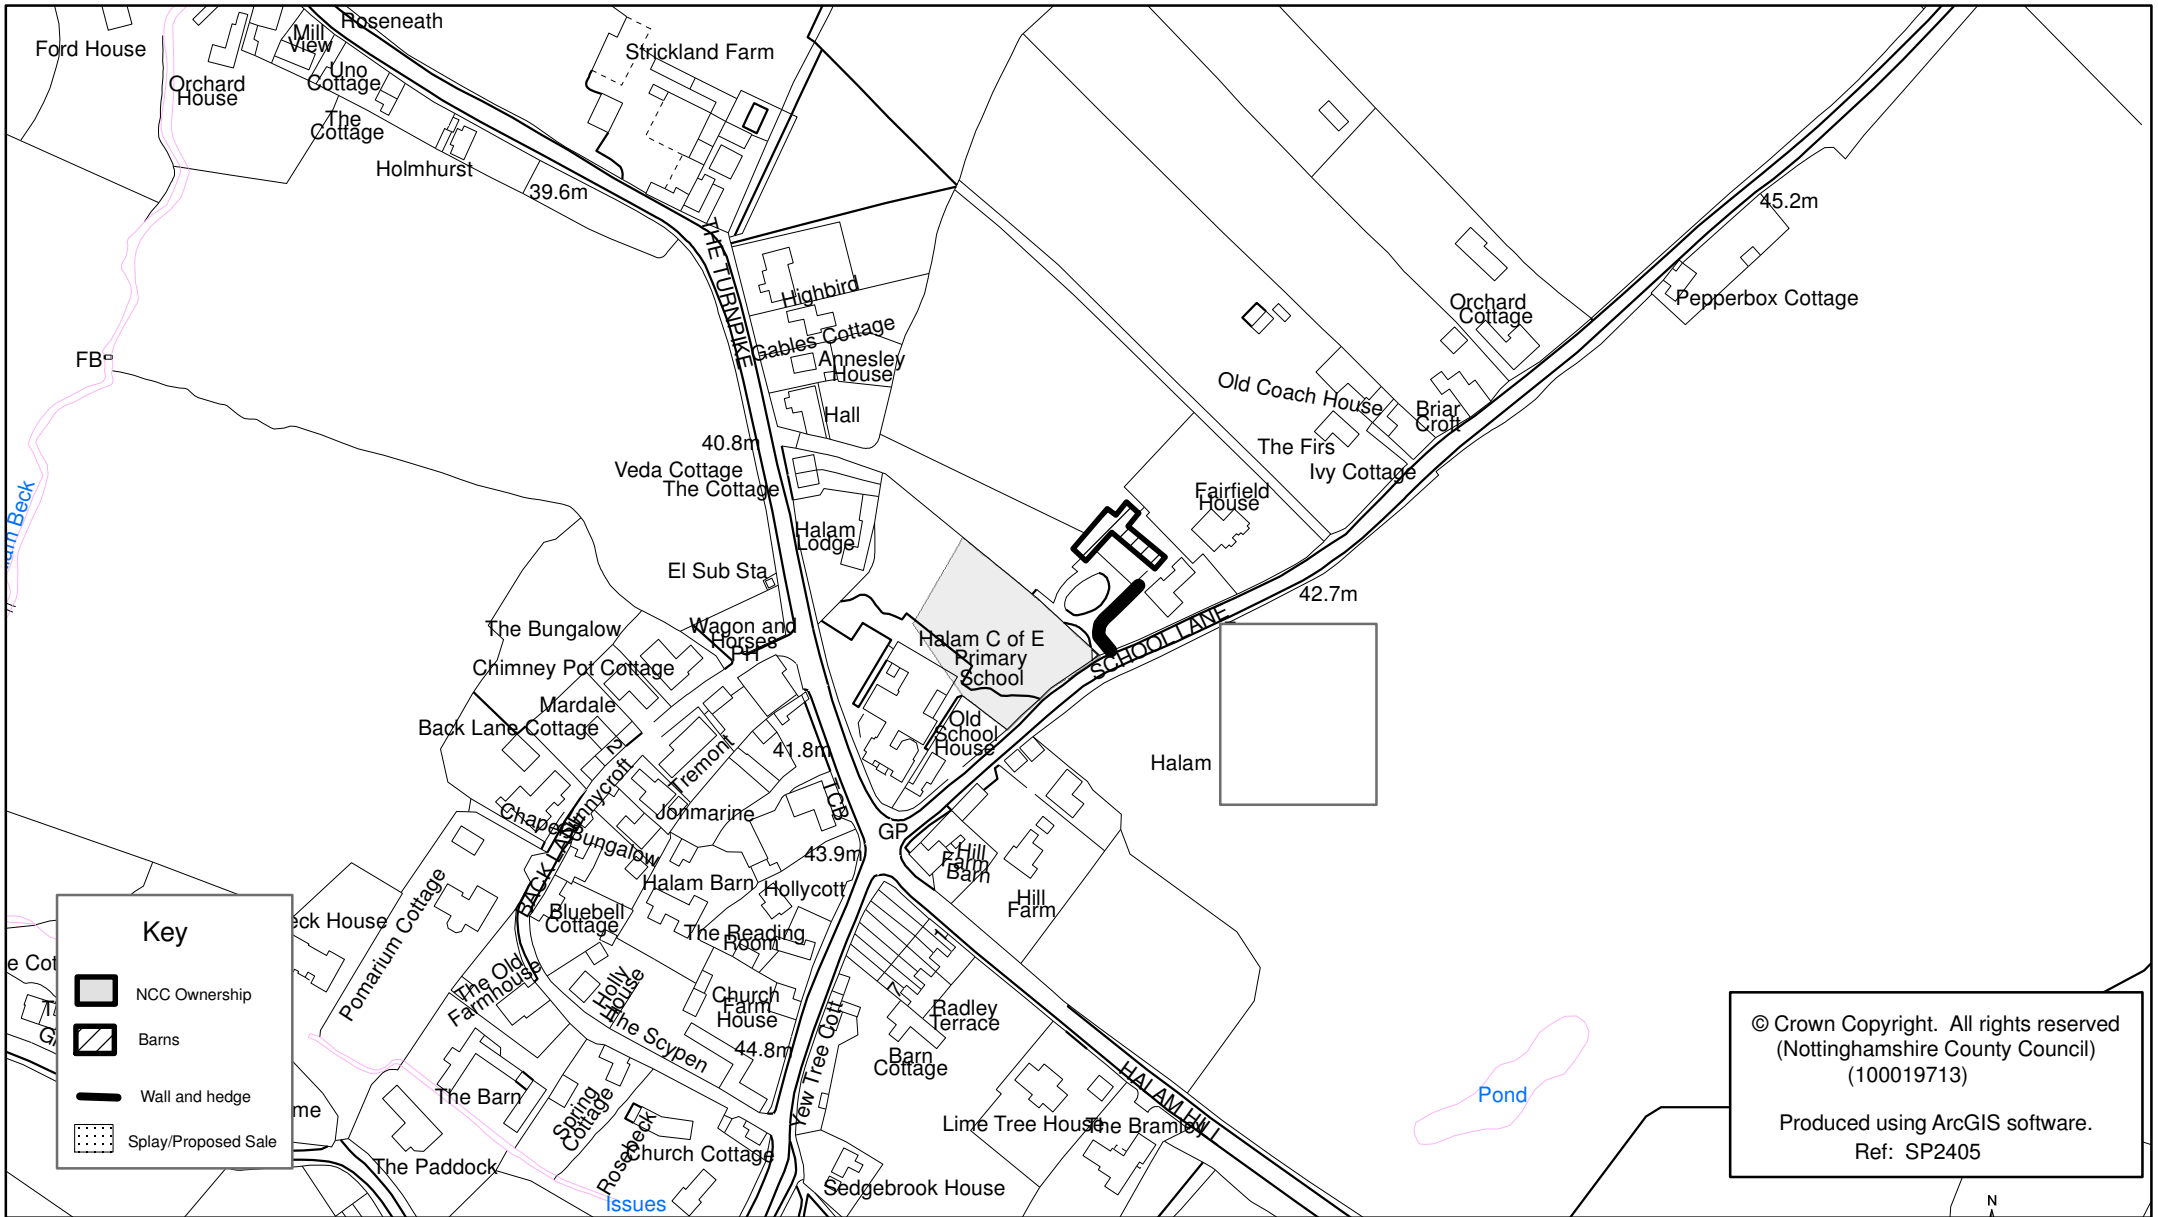 Ford House
Roseneath
Mill
View
Uno
Cottage
Orchard
House
The
Cottage
Holmhurst
39.6m
Strickland Farm
THE TURNPIKE
Highbird
Gables Cottage
Annesley
House
Hall
40.8m
Veda Cottage
The Cottage
Halam
Lodge
El Sub Sta
FB
45.2m
Pepperbox Cottage
Orchard
Cottage
Old Coach House
Briar
Croft
The Firs
Ivy Cottage
Fairfield
House
42.7m
SCHOOL LANE
Halam C of E
Primary
School
Old
School
House
Halam
Wagon and
Horses
PH
The Bungalow
Chimney Pot Cottage
Mardale
Back Lane Cottage
2
Tremont
41.8m
TCB
Jonmarine
GP
43.9m
Hill
Farm
Barn
Hill
Farm
BACK LANE
Bungalow
Halam Barn
Hollycott
Bluebell
Cottage
The Reading
Room
Pomarium Cottage
The Old
Farmhouse
Holly
House
Church
Farm
House
The Scypen
44.8m
Yew Tree Cott
1
7
Radley
Terrace
Barn
Cottage
HALAM HILL
Lime Tree House
The Bramley
The Barn
Spring
Cottage
Rosebeck
Church Cottage
The Paddock
Sedgebrook House
Issues
Pond
Key
NCC Ownership
Barns
Wall and hedge
Splay/Proposed Sale
© Crown Copyright. All rights reserved
(Nottinghamshire County Council)
(100019713)
Produced using ArcGIS software.
Ref: SP2405
N